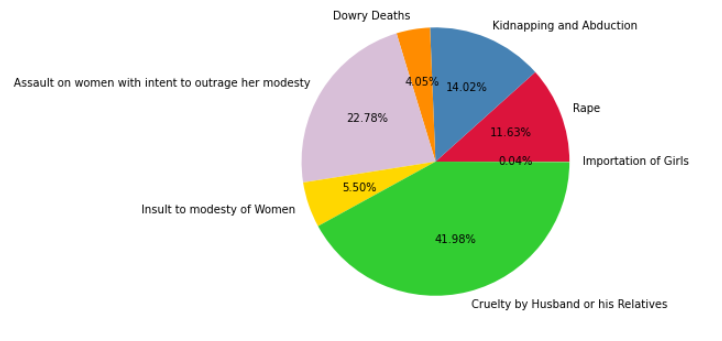 Dowry Deaths
Kidnapping and Abduction
Assault on women with intent to outrage her modesty
4.05%
14.02%
Rape
22.78%
11.63%
0.04%
Importation of Girls
5.50%
Insult to modesty of Women
41.98%
Cruelty by Husband or his Relatives